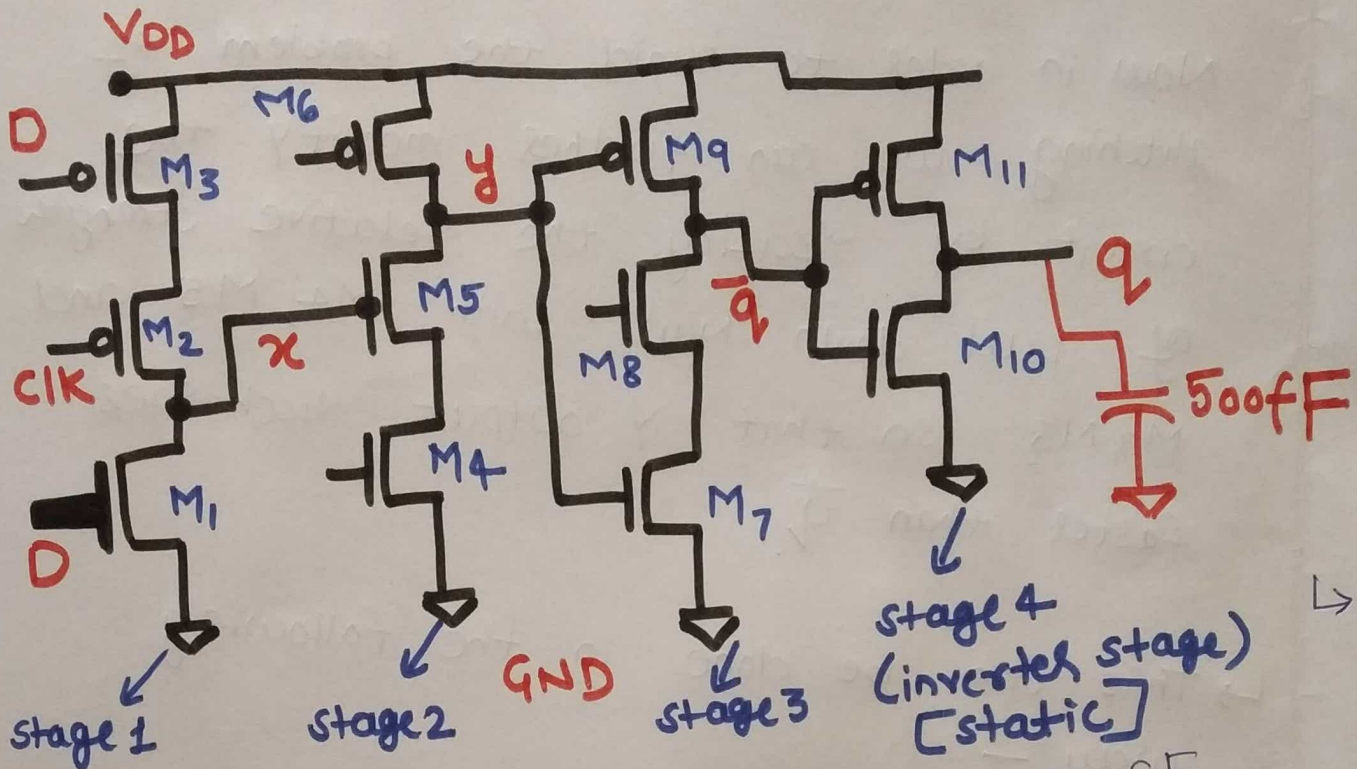 VDD
D
M6
M3
y
M9
M11
CIK
M2
x
M5
M8
q̄
q
M10
500fF
D
M1
M4
M7
GND
stage 1
stage 2
stage 3
stage 4
(inverter stage)
[static]